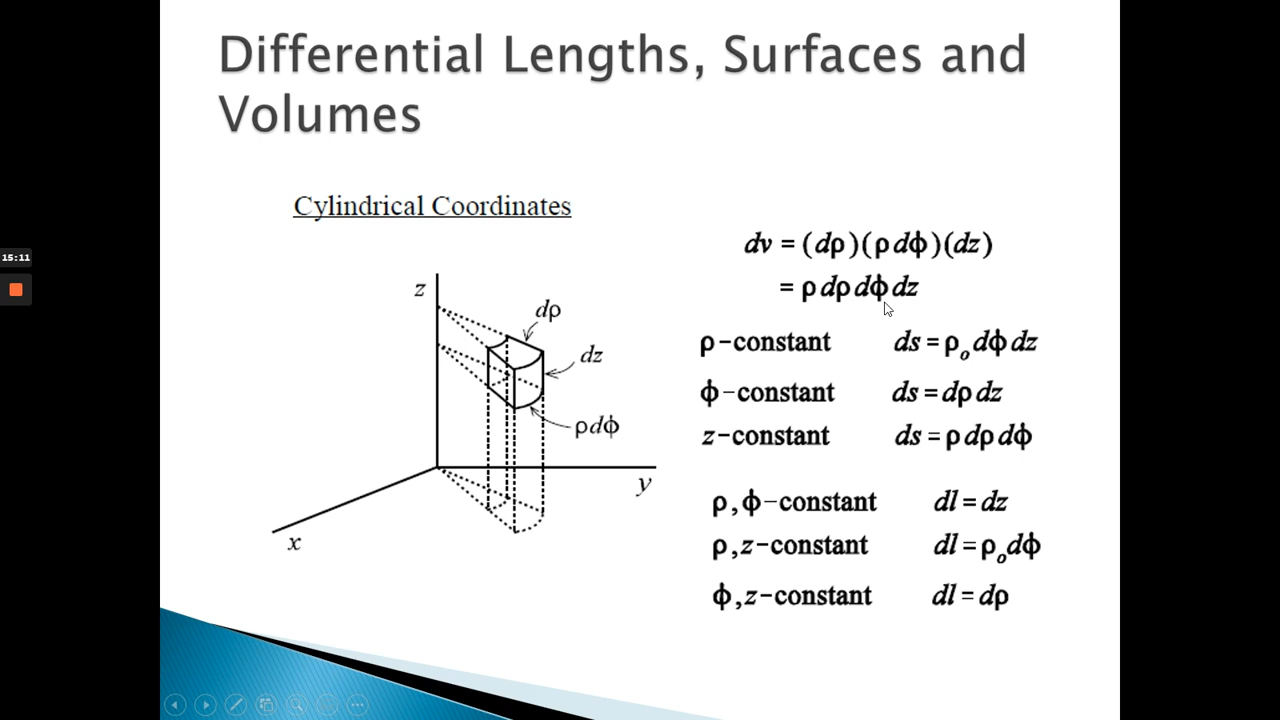 Differential Lengths, Surfaces and
Volumes
Cylindrical Coordinates
dv = (dρ)(ρ dϕ)(dz)
= ρ dρ dϕ dz
15:11
z
dρ
dz
ρdϕ
y
x
ρ-constant ds = ρₒ dϕ dz
ϕ-constant ds = dρ dz
z-constant ds = ρ dρ dϕ
ρ,ϕ-constant dl = dz
ρ,z-constant dl = ρₒdϕ
ϕ,z-constant dl = dρ